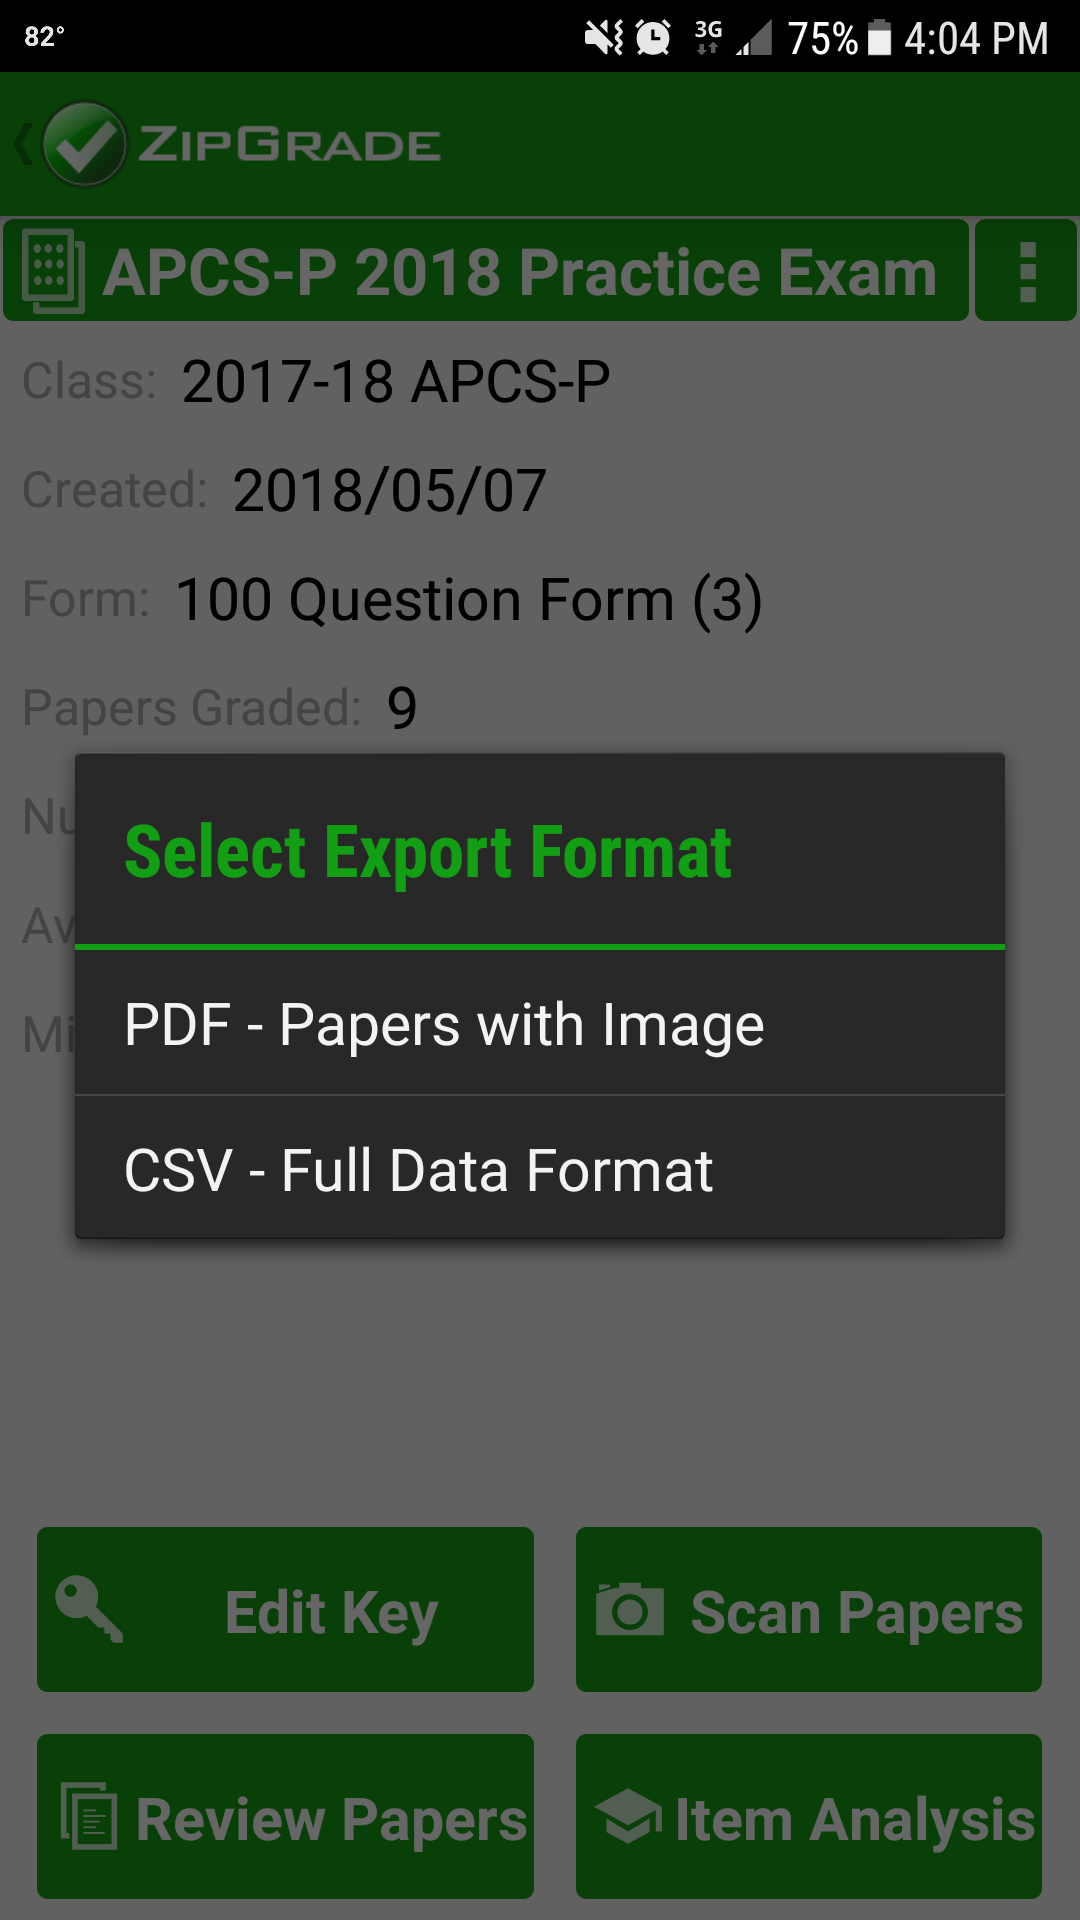 82°
3G 75% 4:04 PM
ZIPGRADE
APCS-P 2018 Practice Exam
Class: 2017-18 APCS-P
Created: 2018/05/07
Form: 100 Question Form (3)
Papers Graded: 9
Nu
Av
Mi
Select Export Format
PDF - Papers with Image
CSV - Full Data Format
Edit Key
Scan Papers
Review Papers
Item Analysis